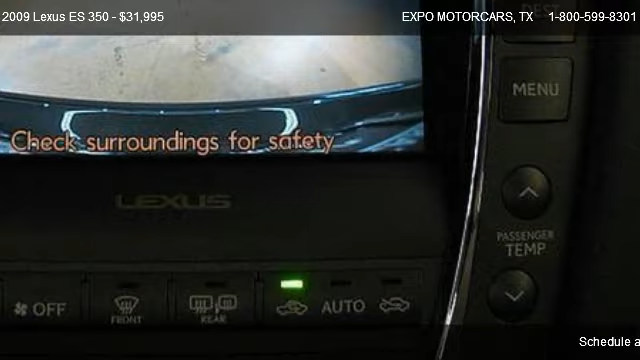 2009 Lexus ES 350 - $31,995
EXPO MOTORCARS, TX 1-800-599-8301
DEST
MENU
Check surroundings for safety
LEXUS
PASSENGER
TEMP
OFF
FRONT
REAR
AUTO
Schedule a